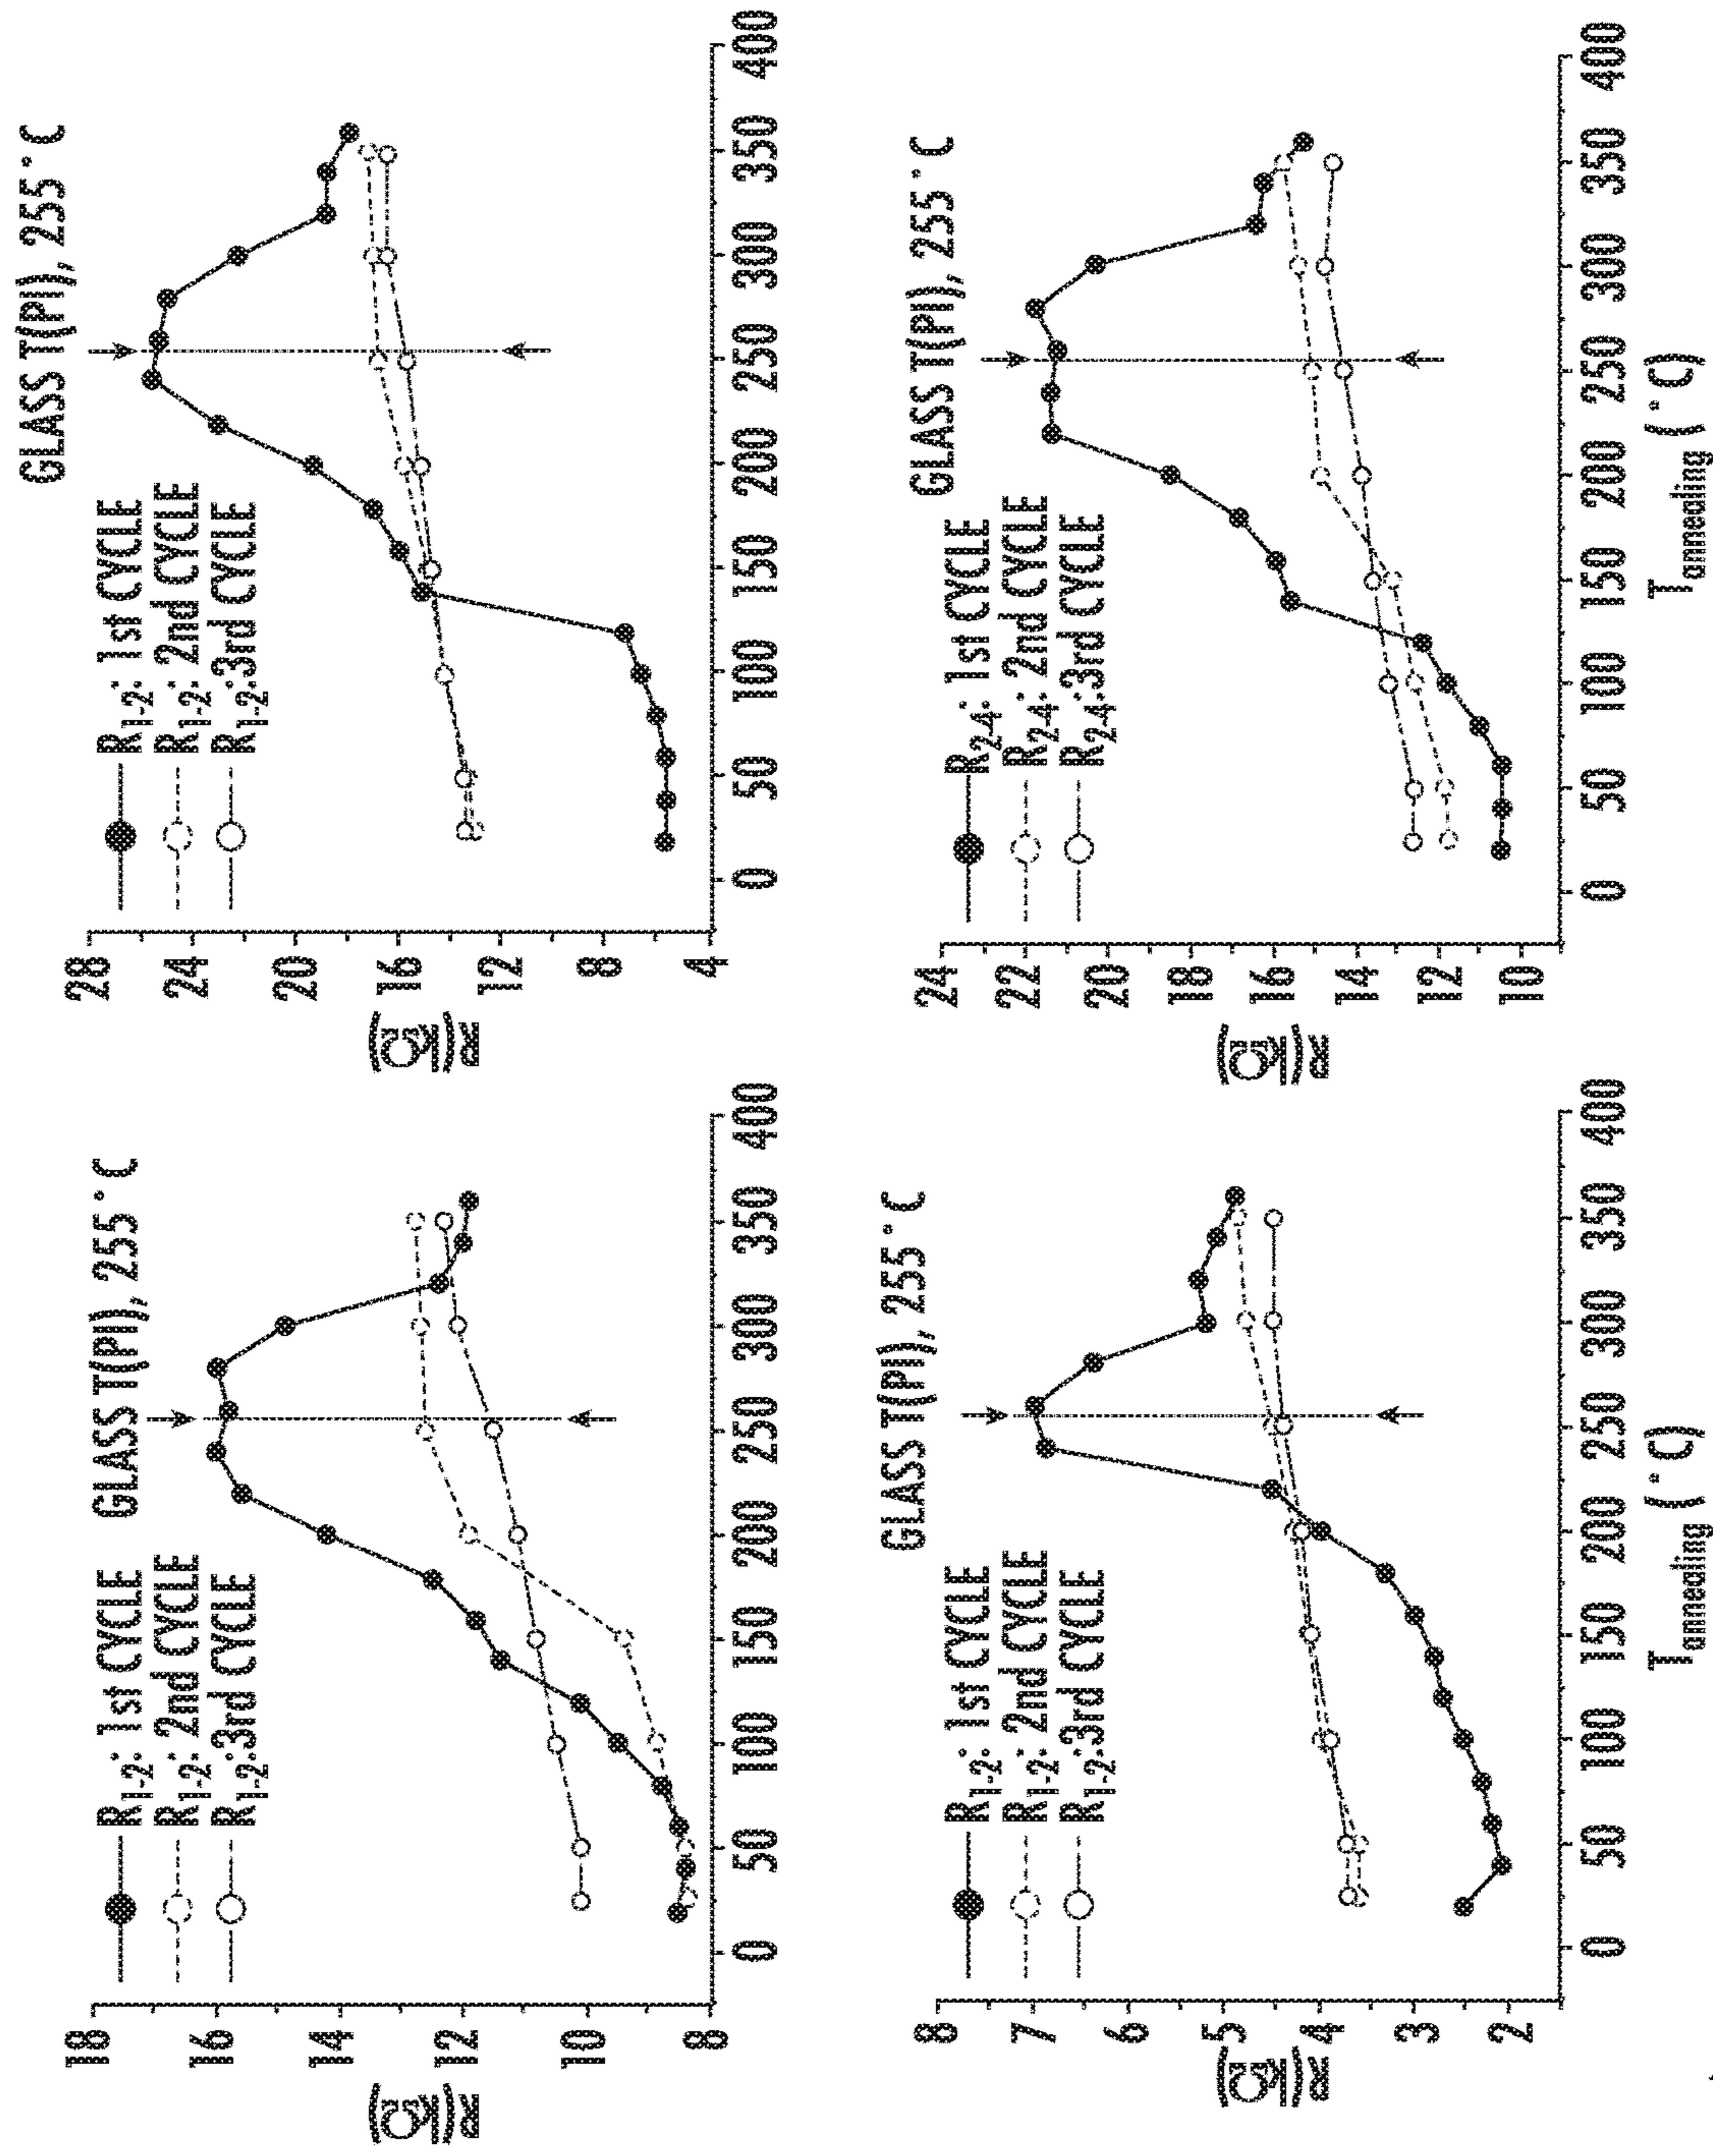 GLASS T(PI), 255°C
R1-2: 1st CYCLE
R1-2: 2nd CYCLE
R1-2:3rd CYCLE
R(kΩ)
18
16
14
12
10
8
0 50 100 150 200 250 300 350 400
GLASS T(PI), 255°C
R1-2: 1st CYCLE
R1-2: 2nd CYCLE
R1-2:3rd CYCLE
R(kΩ)
28
24
20
16
12
8
4
0 50 100 150 200 250 300 350 400
GLASS T(PI), 255°C
R1-2: 1st CYCLE
R1-2: 2nd CYCLE
R1-2:3rd CYCLE
R(kΩ)
8
7
6
5
4
3
2
0 50 100 150 200 250 300 350 400
Tannealing (°C)
GLASS T(PI), 255°C
R2-4: 1st CYCLE
R2-4: 2nd CYCLE
R2-4:3rd CYCLE
R(kΩ)
24
22
20
18
16
14
12
10
0 50 100 150 200 250 300 350 400
Tannealing (°C)